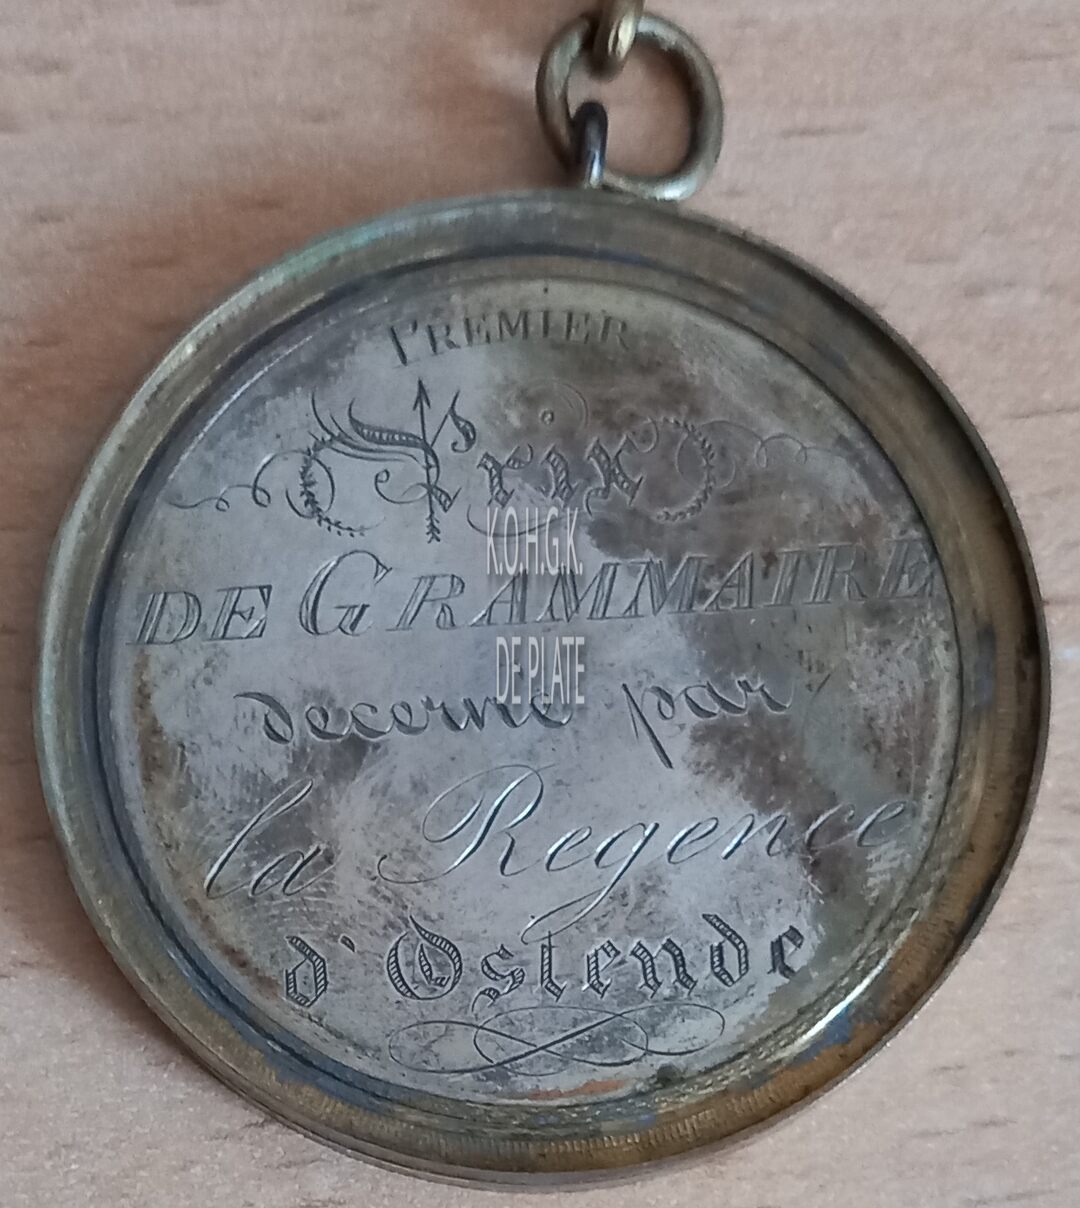 PREMIER
Prix
DE GRAMMAIRE
decerné par
la Regence
d'Ostende
K.O.H.G.K.
DE PLATE